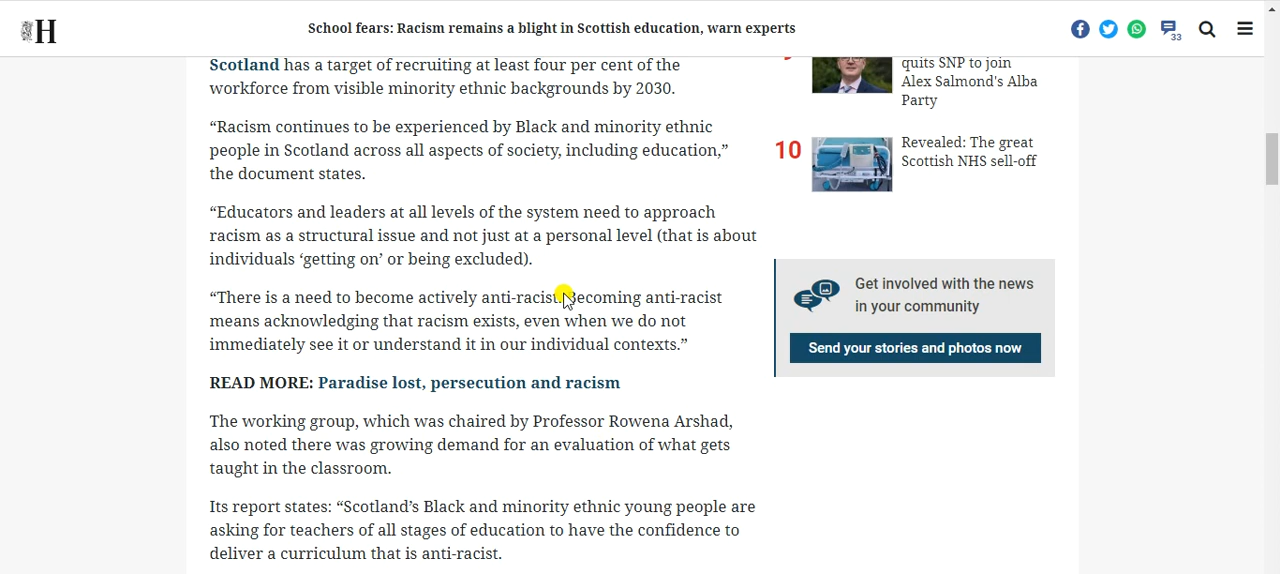 H
School fears: Racism remains a blight in Scottish education, warn experts
33
Scotland has a target of recruiting at least four per cent of the
workforce from visible minority ethnic backgrounds by 2030.
“Racism continues to be experienced by Black and minority ethnic
people in Scotland across all aspects of society, including education,”
the document states.
“Educators and leaders at all levels of the system need to approach
racism as a structural issue and not just at a personal level (that is about
individuals ‘getting on’ or being excluded).
“There is a need to become actively anti-racist. Becoming anti-racist
means acknowledging that racism exists, even when we do not
immediately see it or understand it in our individual contexts.”
READ MORE: Paradise lost, persecution and racism
The working group, which was chaired by Professor Rowena Arshad,
also noted there was growing demand for an evaluation of what gets
taught in the classroom.
Its report states: “Scotland’s Black and minority ethnic young people are
asking for teachers of all stages of education to have the confidence to
deliver a curriculum that is anti-racist.
quits SNP to join
Alex Salmond's Alba
Party
10
Revealed: The great
Scottish NHS sell-off
Get involved with the news
in your community
Send your stories and photos now